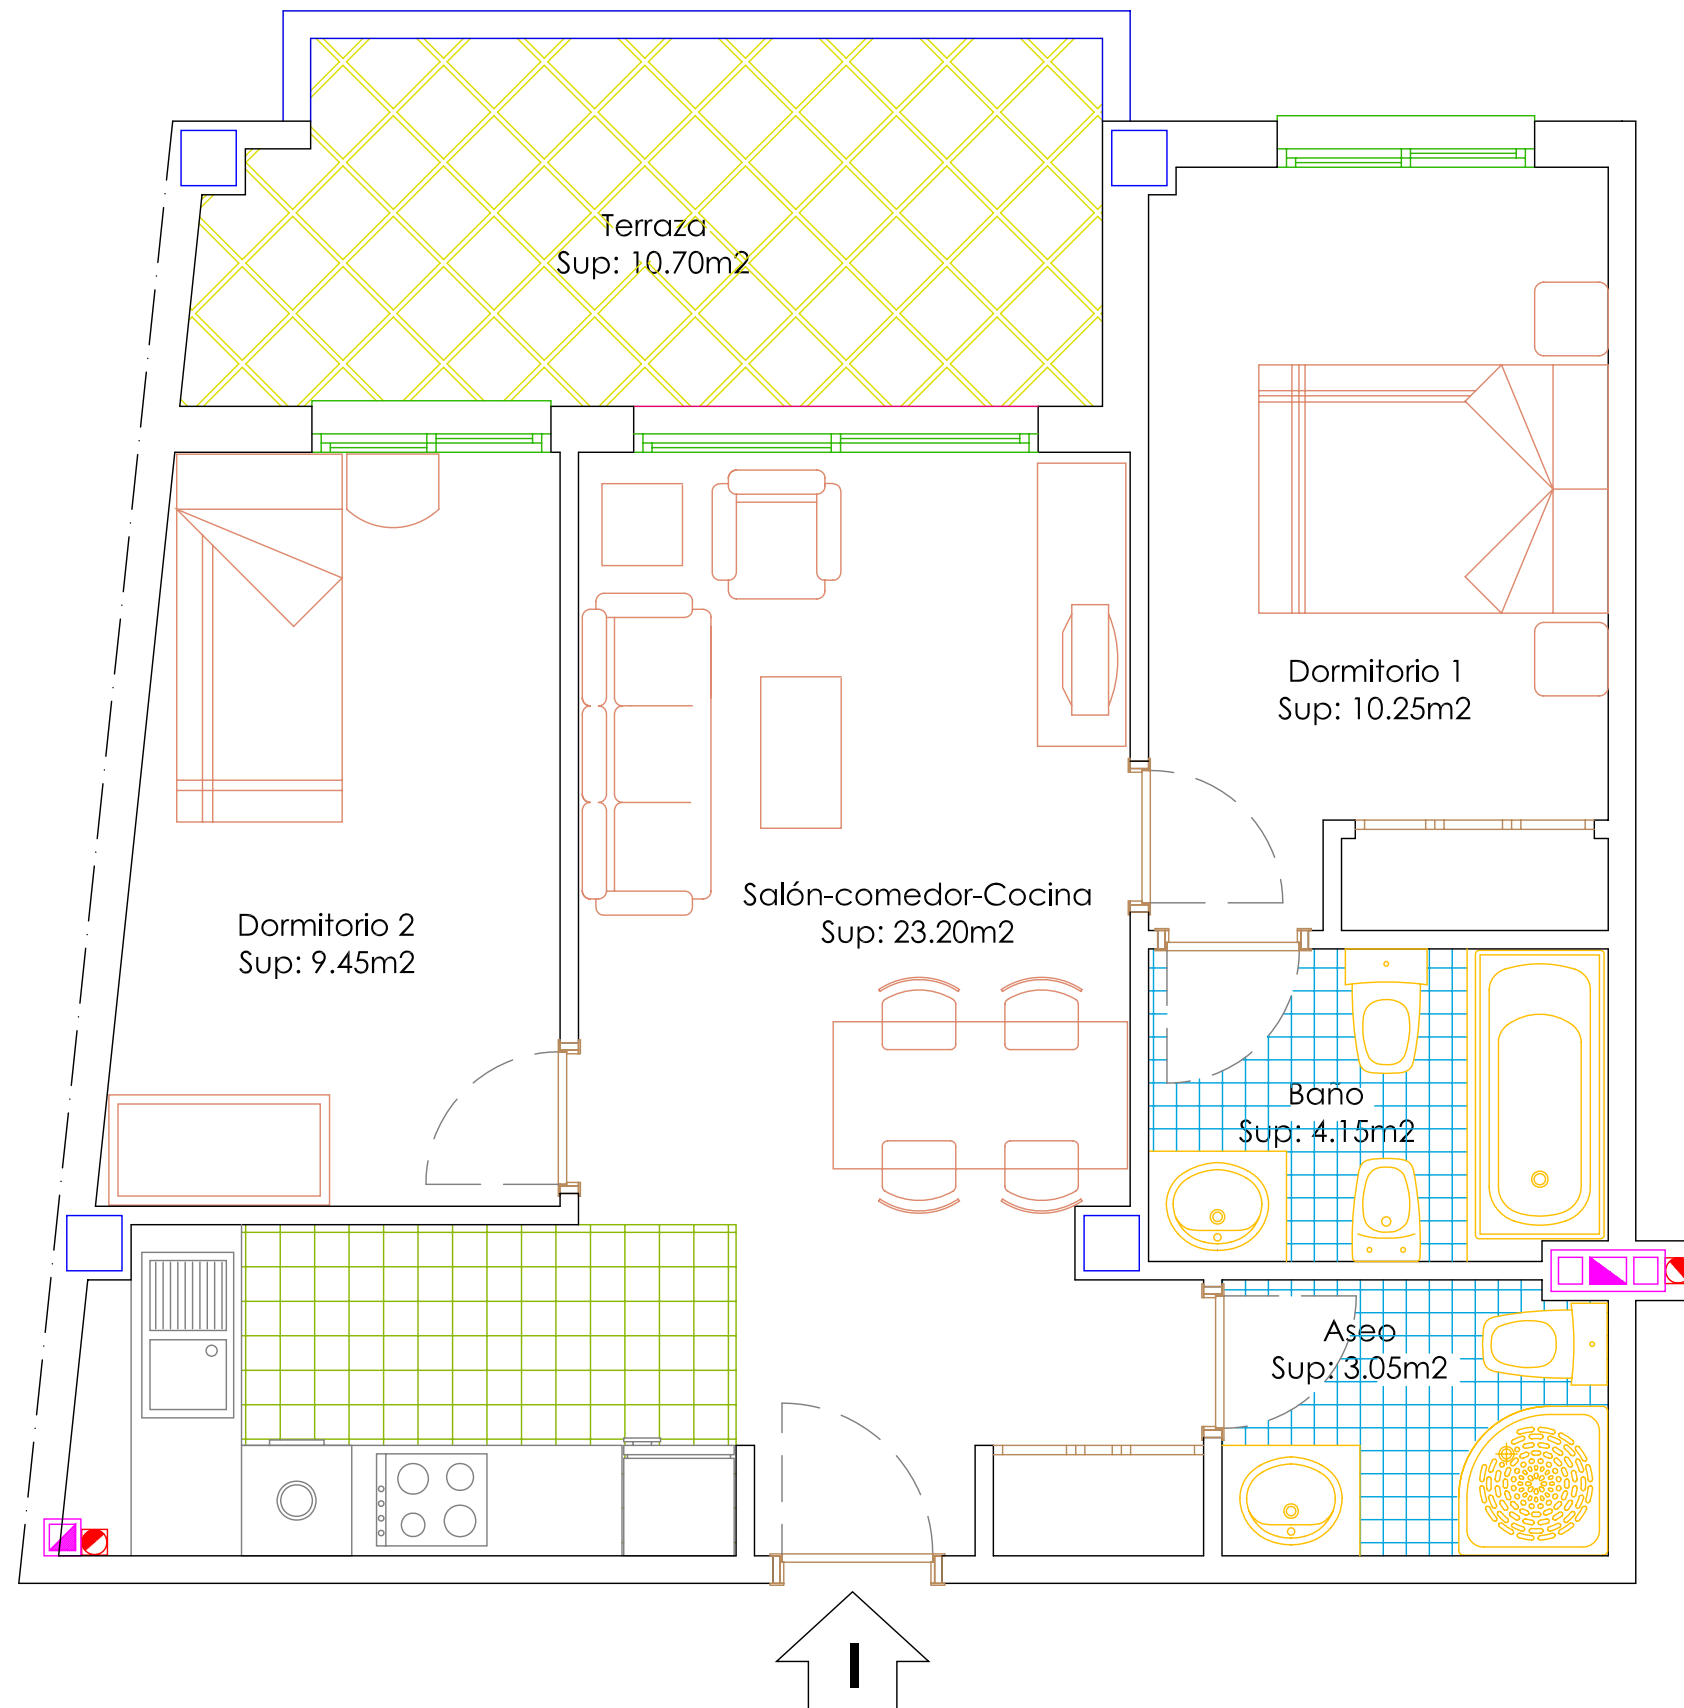 Terraza
Sup: 10.70m2
Dormitorio 1
Sup: 10.25m2
Salón-comedor-Cocina
Sup: 23.20m2
Dormitorio 2
Sup: 9.45m2
Baño
Sup: 4.15m2
Aseo
Sup: 3.05m2
I